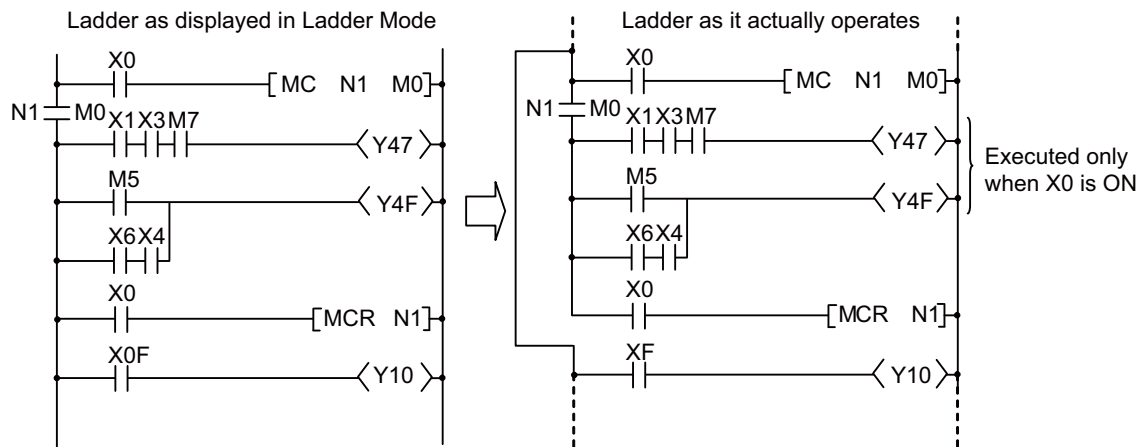 Ladder as displayed in Ladder Mode
X0
MC N1 M0
N1 M0
X1 X3 M7
Y47
M5
Y4F
X6 X4
X0
MCR N1
X0F
Y10
Ladder as it actually operates
X0
MC N1 M0
N1 M0
X1 X3 M7
Y47
M5
Y4F
X6 X4
X0
MCR N1
XF
Y10
Executed only
when X0 is ON